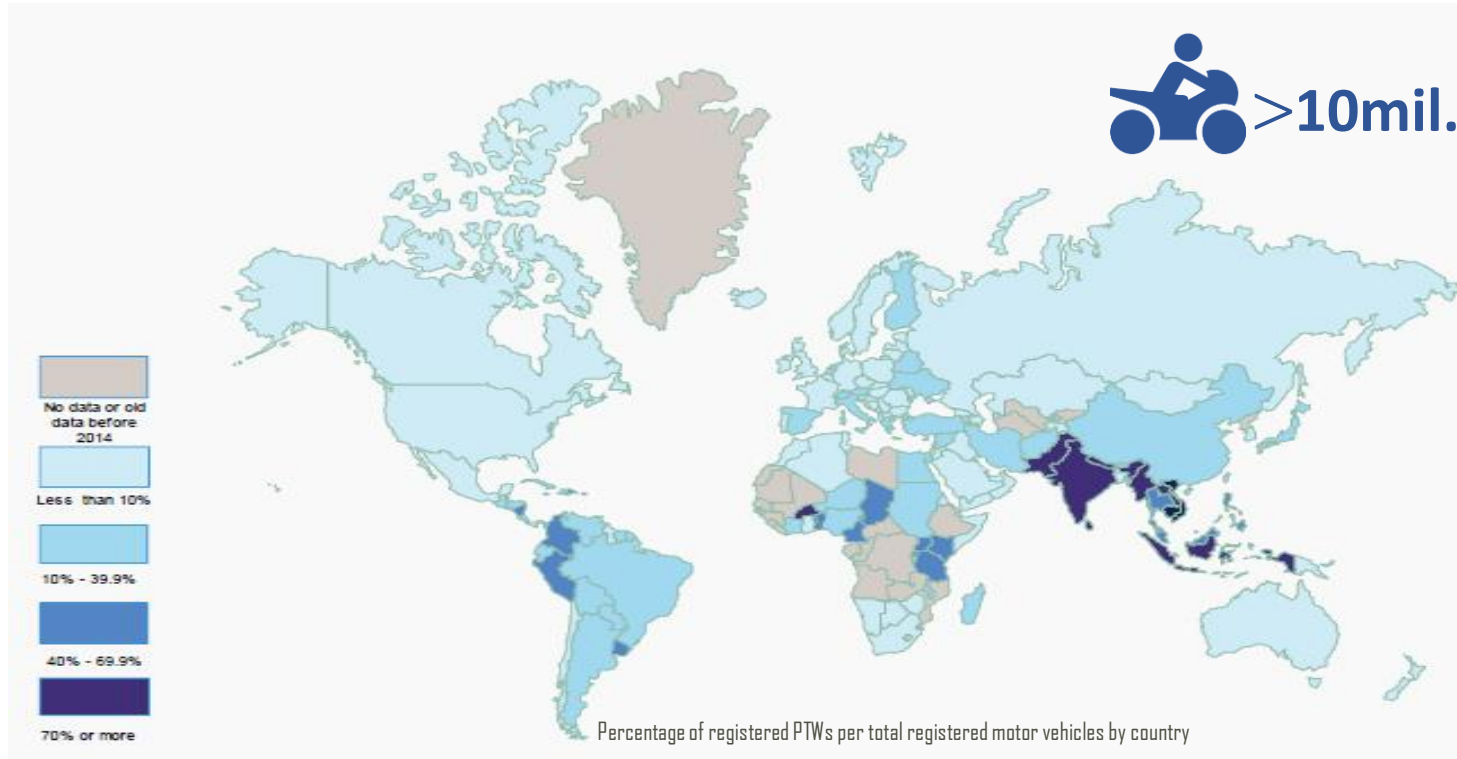 >10mil.
No data or old
data before
2014
Less than 10%
10% - 39.9%
40% - 69.9%
70% or more
Percentage of registered PTWs per total registered motor vehicles by country